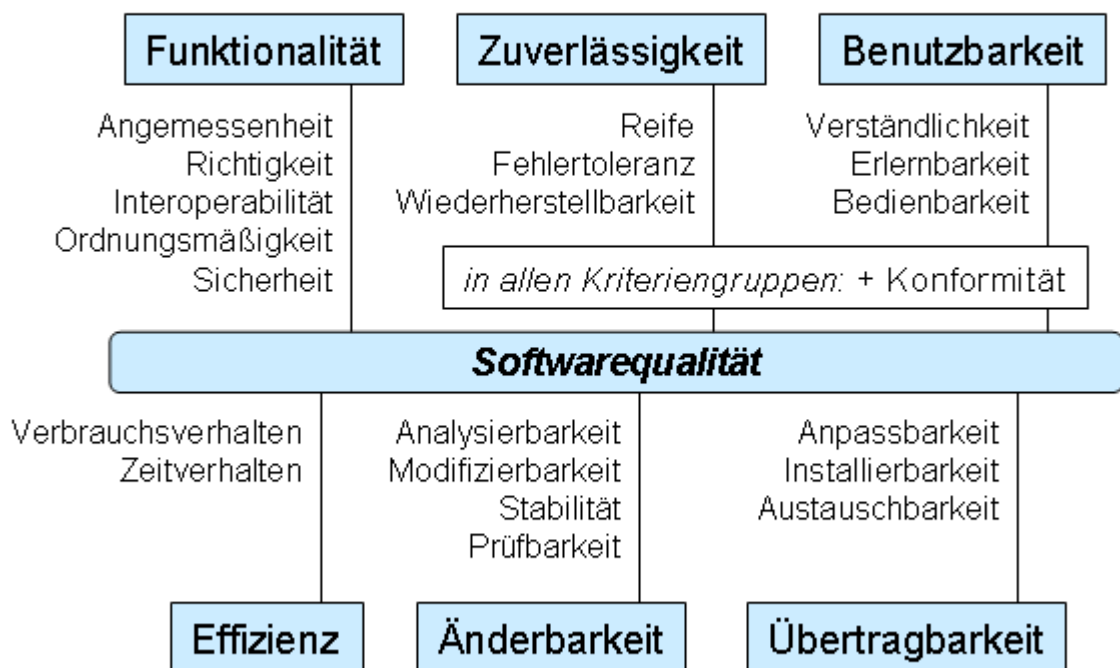 Funktionalität
Zuverlässigkeit
Benutzbarkeit
Angemessenheit
Richtigkeit
Interoperabilität
Ordnungsmäßigkeit
Sicherheit
Reife
Fehlertoleranz
Wiederherstellbarkeit
Verständlichkeit
Erlernbarkeit
Bedienbarkeit
in allen Kriteriengruppen: + Konformität
Softwarequalität
Verbrauchsverhalten
Zeitverhalten
Analysierbarkeit
Modifizierbarkeit
Stabilität
Prüfbarkeit
Anpassbarkeit
Installierbarkeit
Austauschbarkeit
Effizienz
Änderbarkeit
Übertragbarkeit